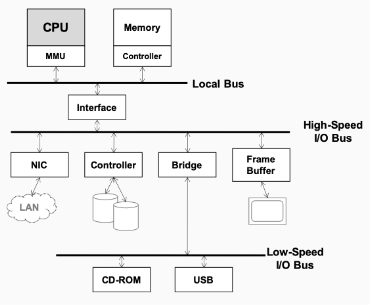 CPU
Memory
MMU
Controller
Local Bus
Interface
High-Speed
I/O Bus
NIC
Controller
Bridge
Frame
Buffer
LAN
Low-Speed
I/O Bus
CD-ROM
USB